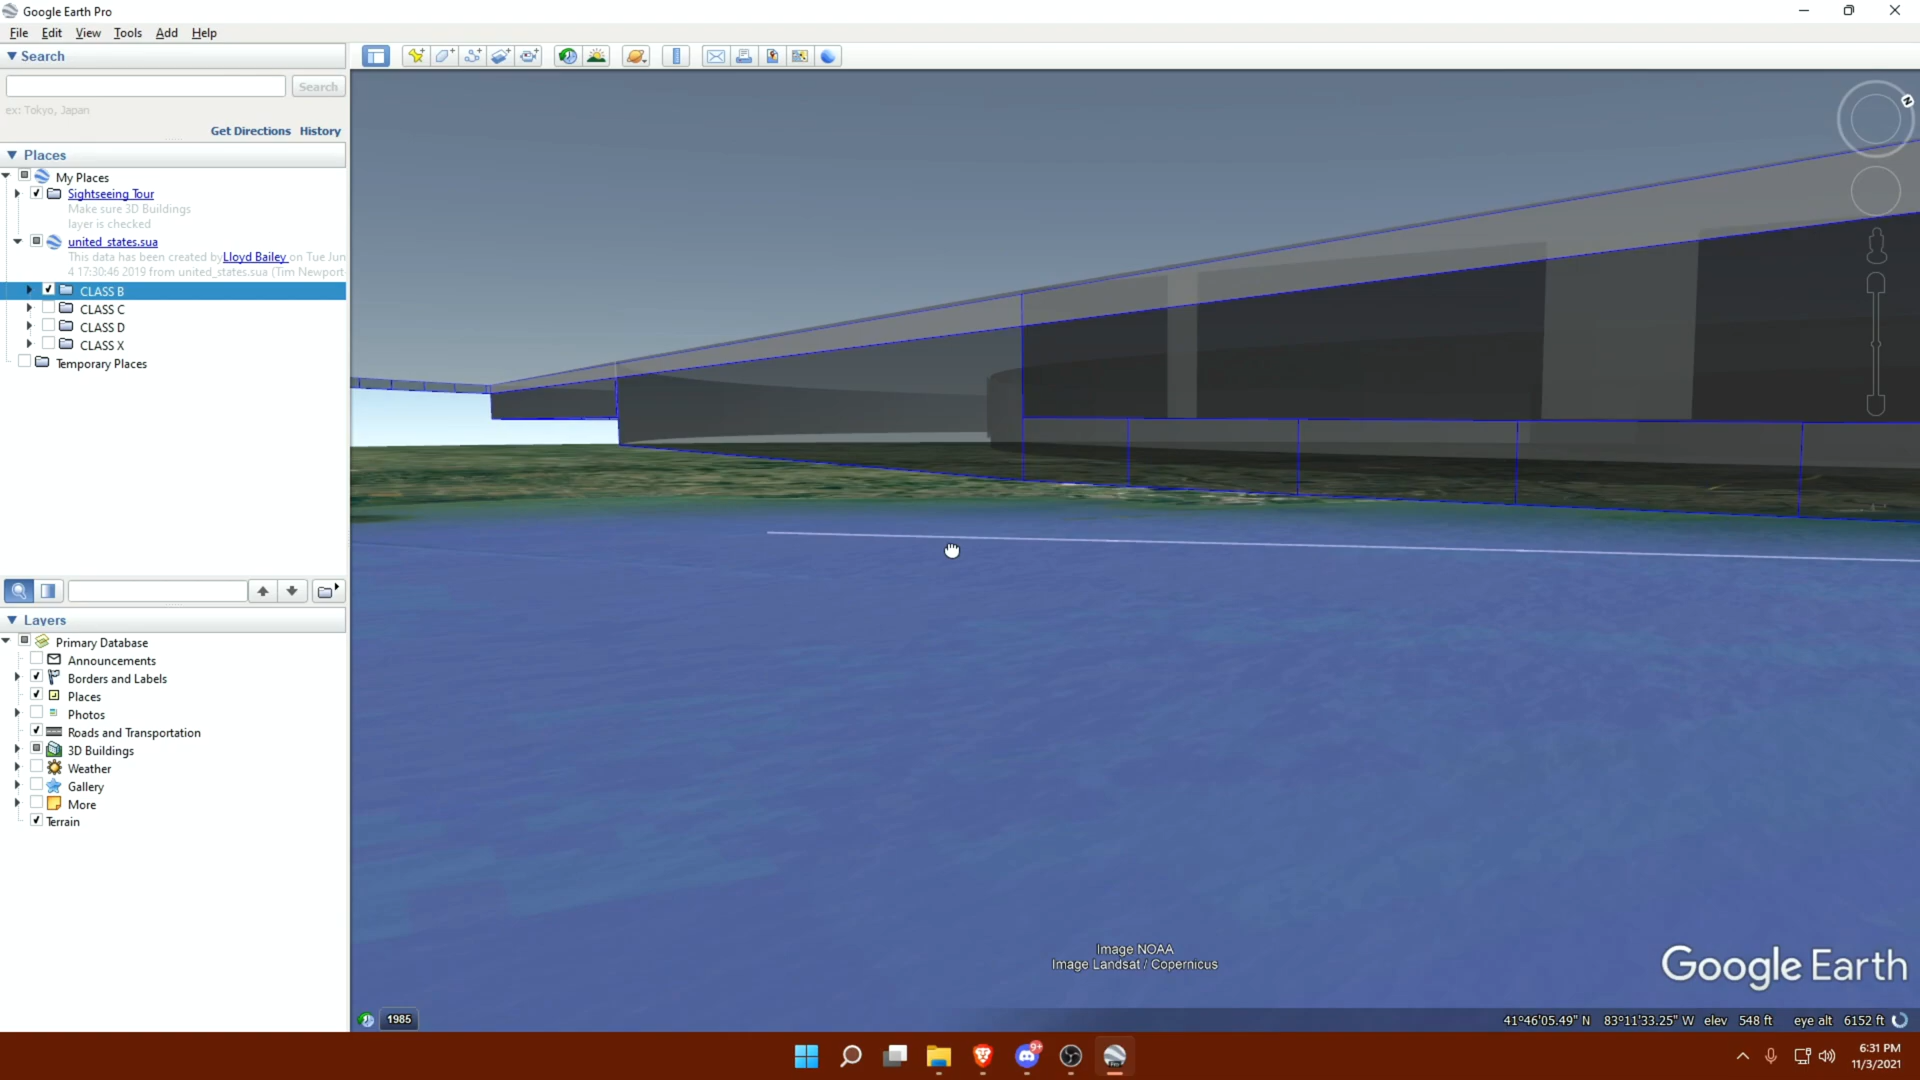 Google Earth Pro
File Edit View Tools Add Help
Search
Search
ex: Tokyo, Japan
Get Directions History
Places
My Places
Sightseeing Tour
Make sure 3D Buildings
layer is checked
united_states.sua
This data has been created by Lloyd Bailey on Tue Jun
4 17:30:46 2019 from united_states.sua (Tim Newport-
CLASS B
CLASS C
CLASS D
CLASS X
Temporary Places
Layers
Primary Database
Announcements
Borders and Labels
Places
Photos
Roads and Transportation
3D Buildings
Weather
Gallery
More
Terrain
N
Image NOAA
Image Landsat / Copernicus
Google Earth
1985
41°46'05.49" N 83°11'33.25" W elev 548 ft eye alt 6152 ft
9+
Pro
6:31 PM
11/3/2021